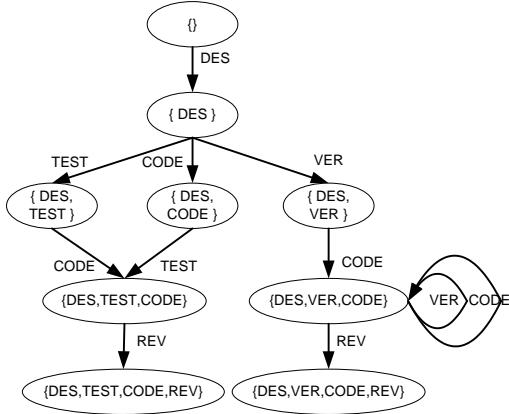 {}
DES
{ DES }
TEST
CODE
VER
{ DES,
TEST }
{ DES,
CODE }
{ DES,
VER }
CODE
TEST
CODE
{DES,TEST,CODE}
{DES,VER,CODE}
VER
CODE
REV
REV
{DES,TEST,CODE,REV}
{DES,VER,CODE,REV}